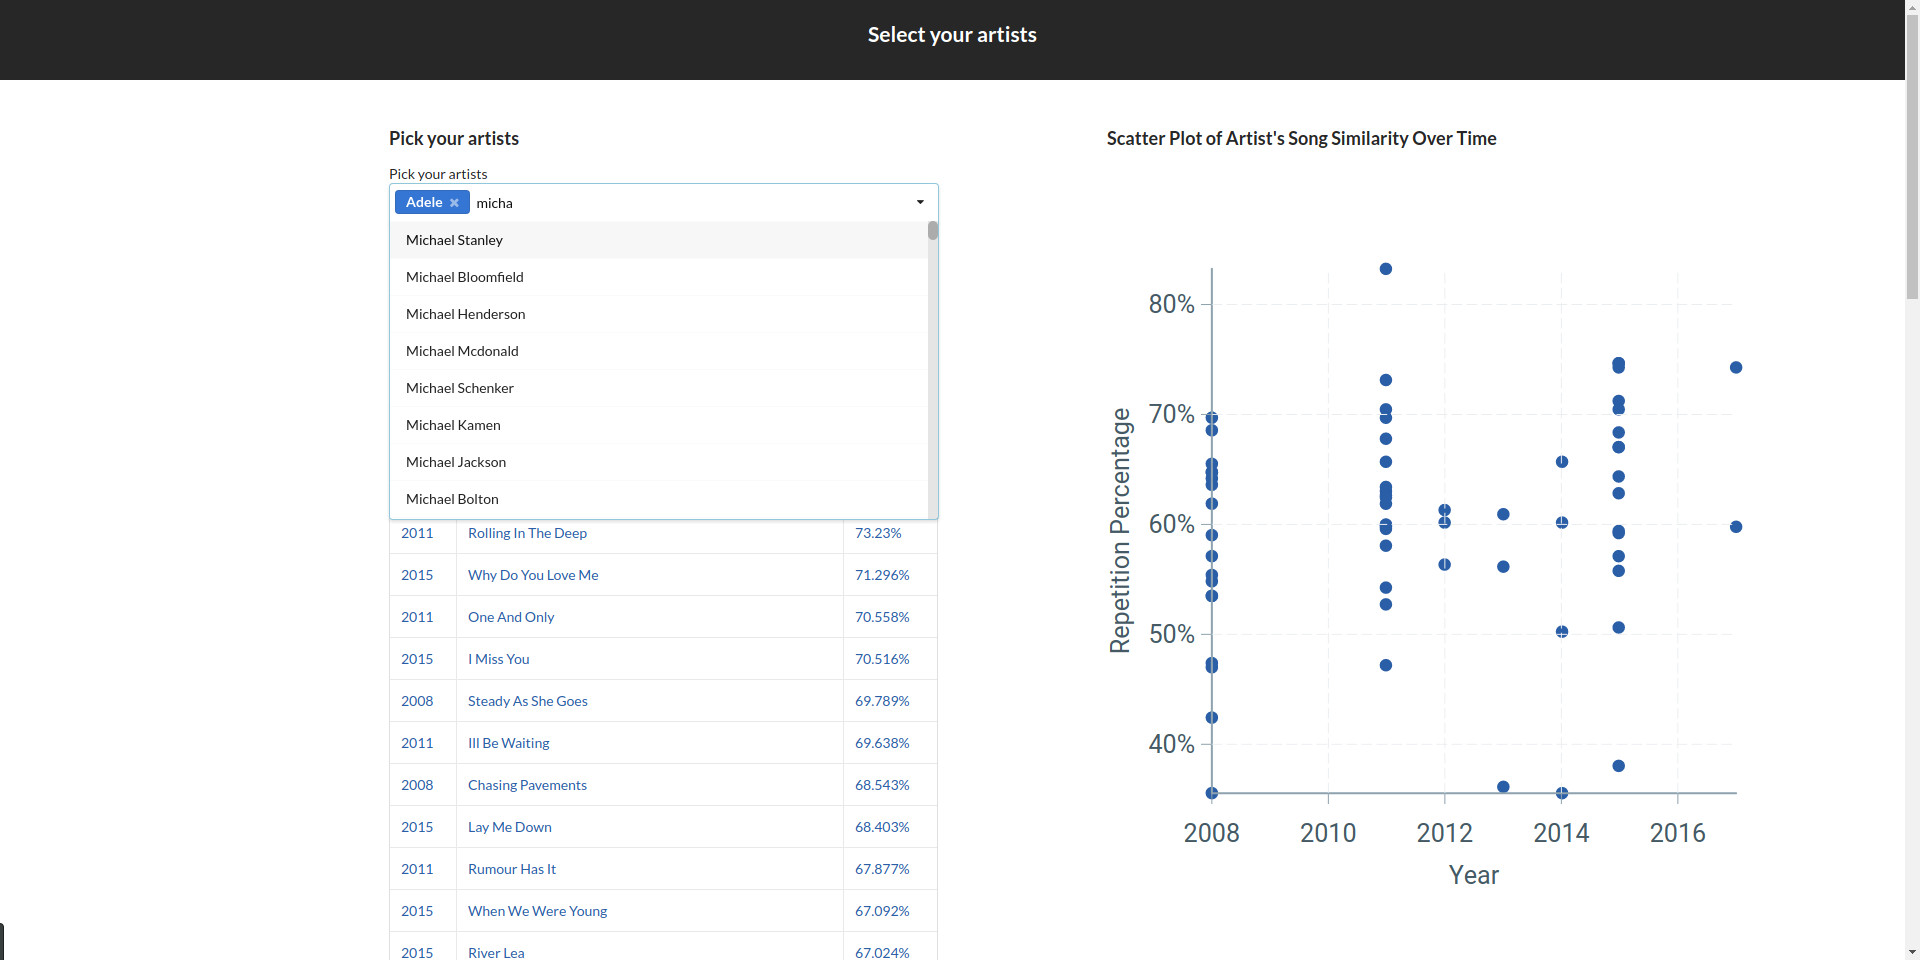 Select your artists
Pick your artists
Pick your artists
Adele micha
Michael Stanley
Michael Bloomfield
Michael Henderson
Michael Mcdonald
Michael Schenker
Michael Kamen
Michael Jackson
Michael Bolton
2011 Rolling In The Deep 73.23%
2015 Why Do You Love Me 71.296%
2011 One And Only 70.558%
2015 I Miss You 70.516%
2008 Steady As She Goes 69.789%
2011 Ill Be Waiting 69.638%
2008 Chasing Pavements 68.543%
2015 Lay Me Down 68.403%
2011 Rumour Has It 67.877%
2015 When We Were Young 67.092%
2015 River Lea 67.024%
Scatter Plot of Artist's Song Similarity Over Time
80%
70%
60%
50%
40%
Repetition Percentage
2008 2010 2012 2014 2016
Year